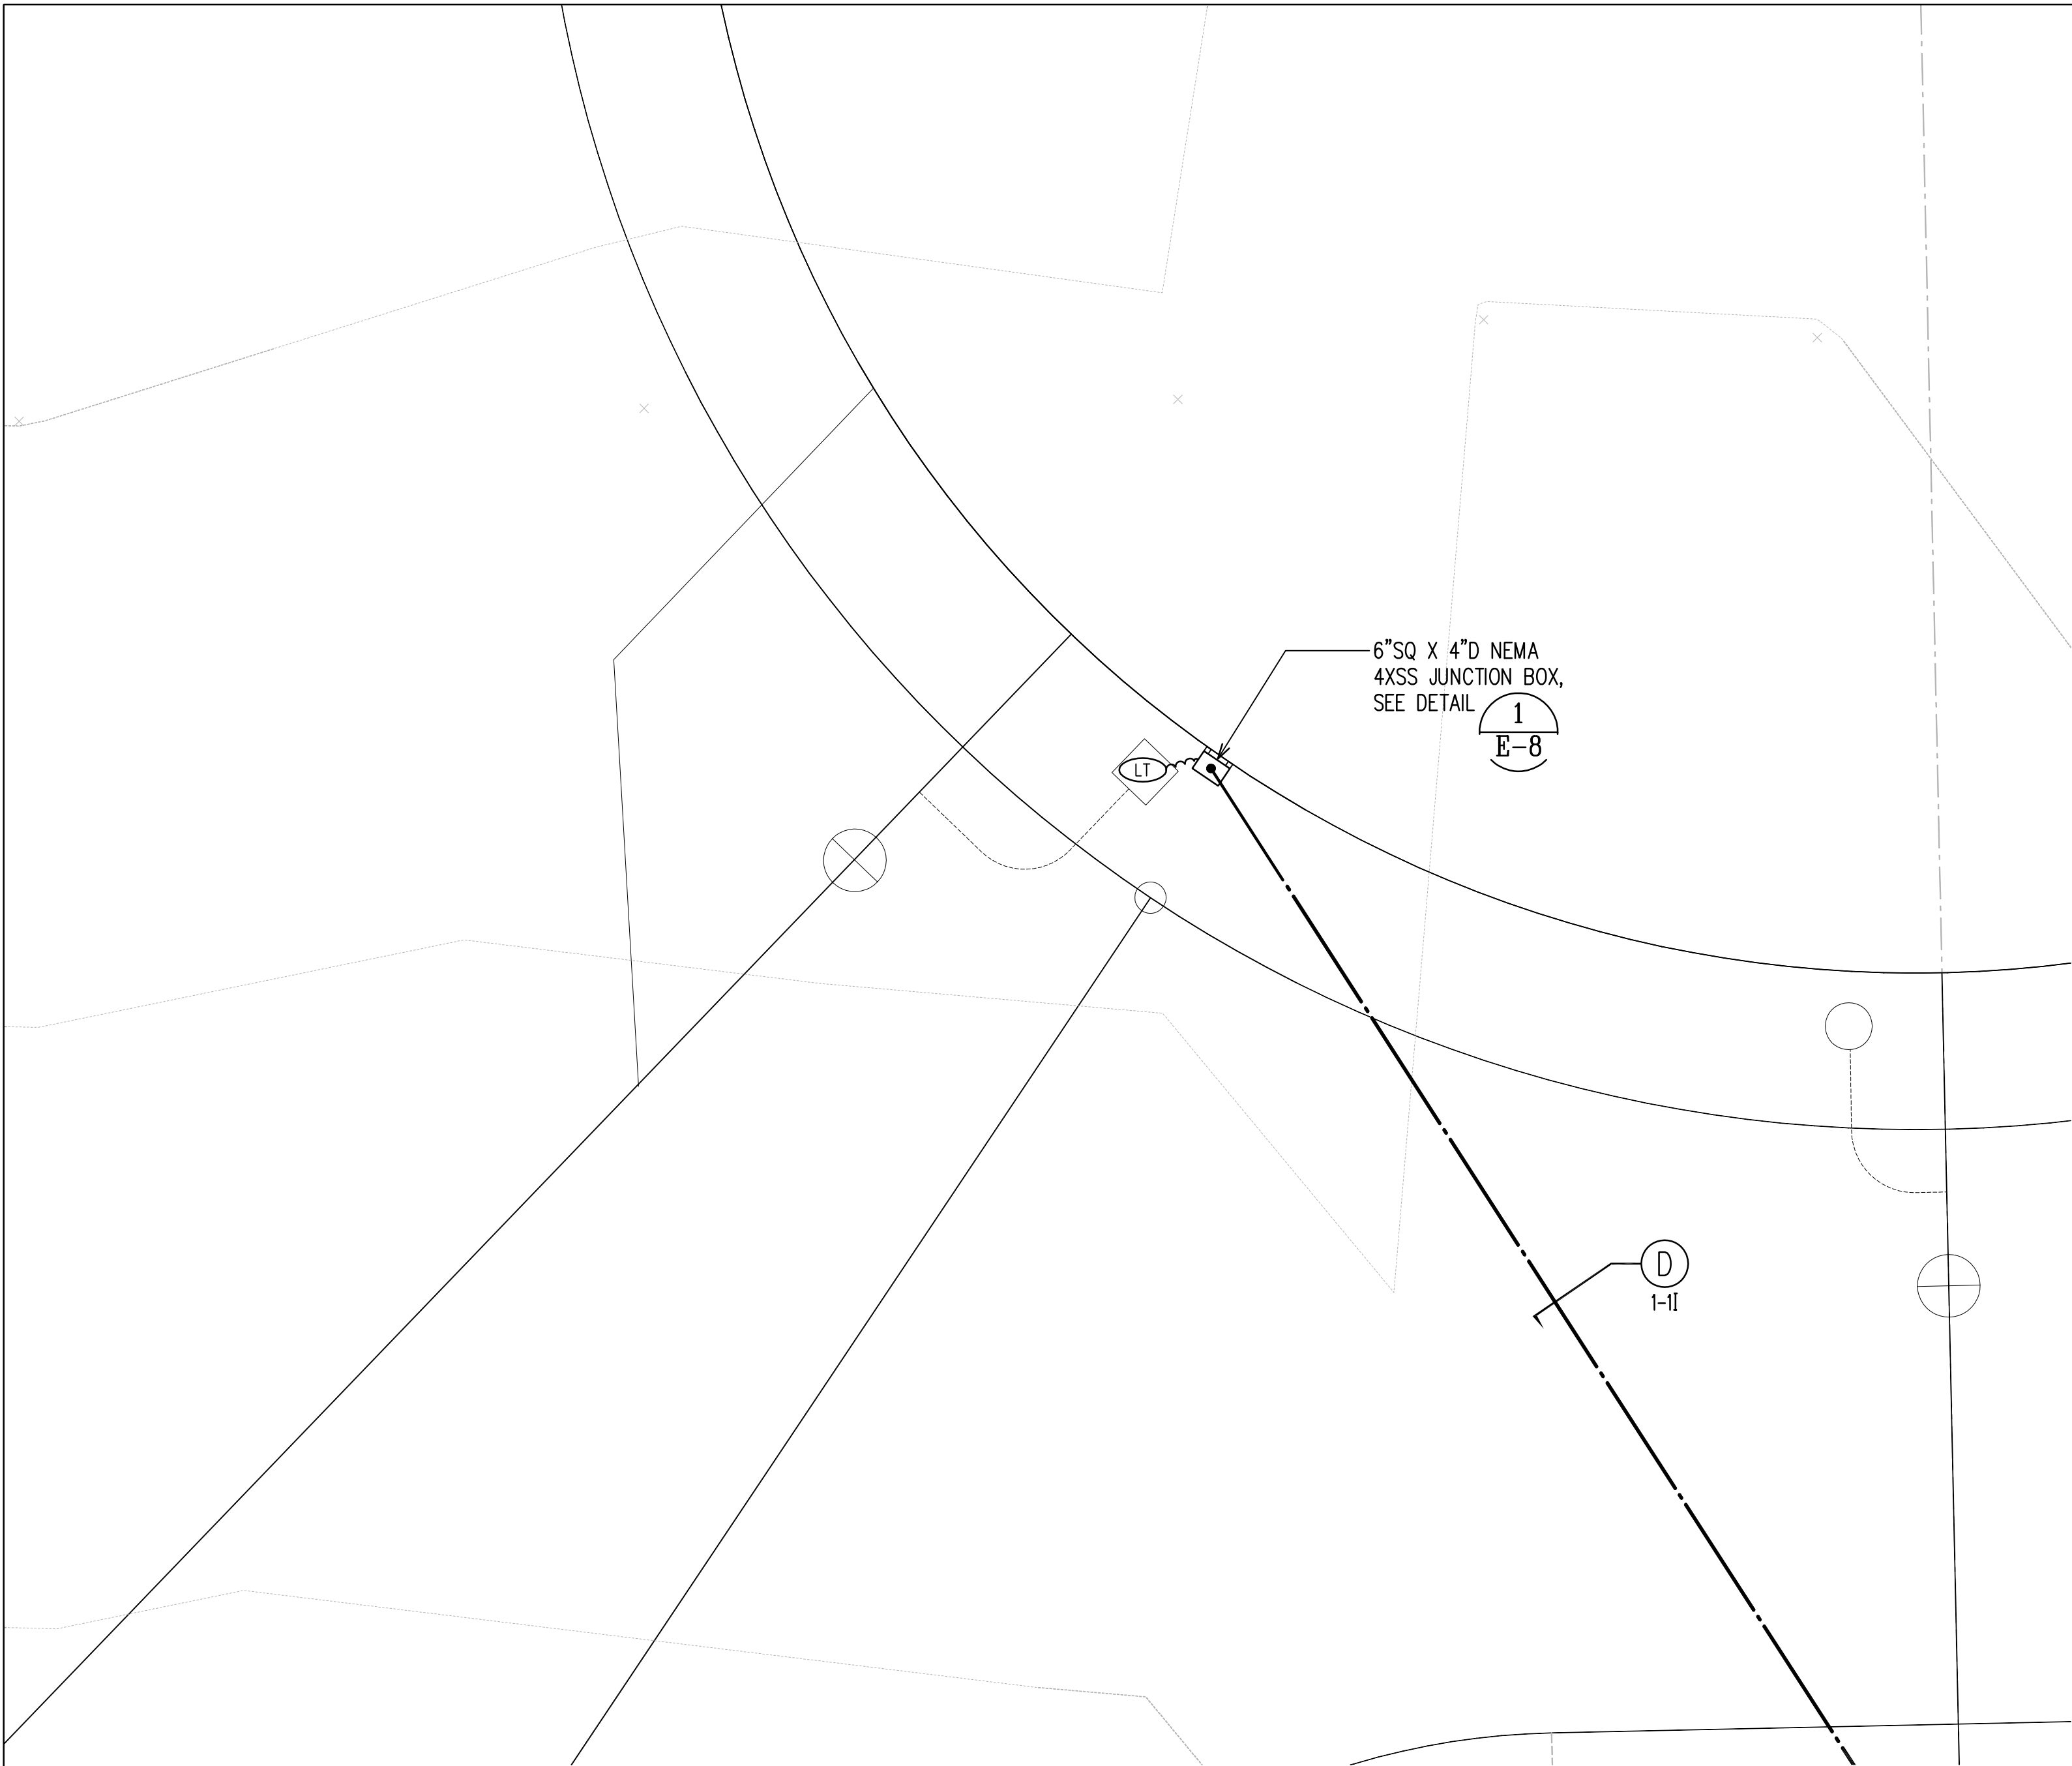 6"SQ X 4"D NEMA
4XSS JUNCTION BOX,
SEE DETAIL
1
E-8
LT
D
1-1I